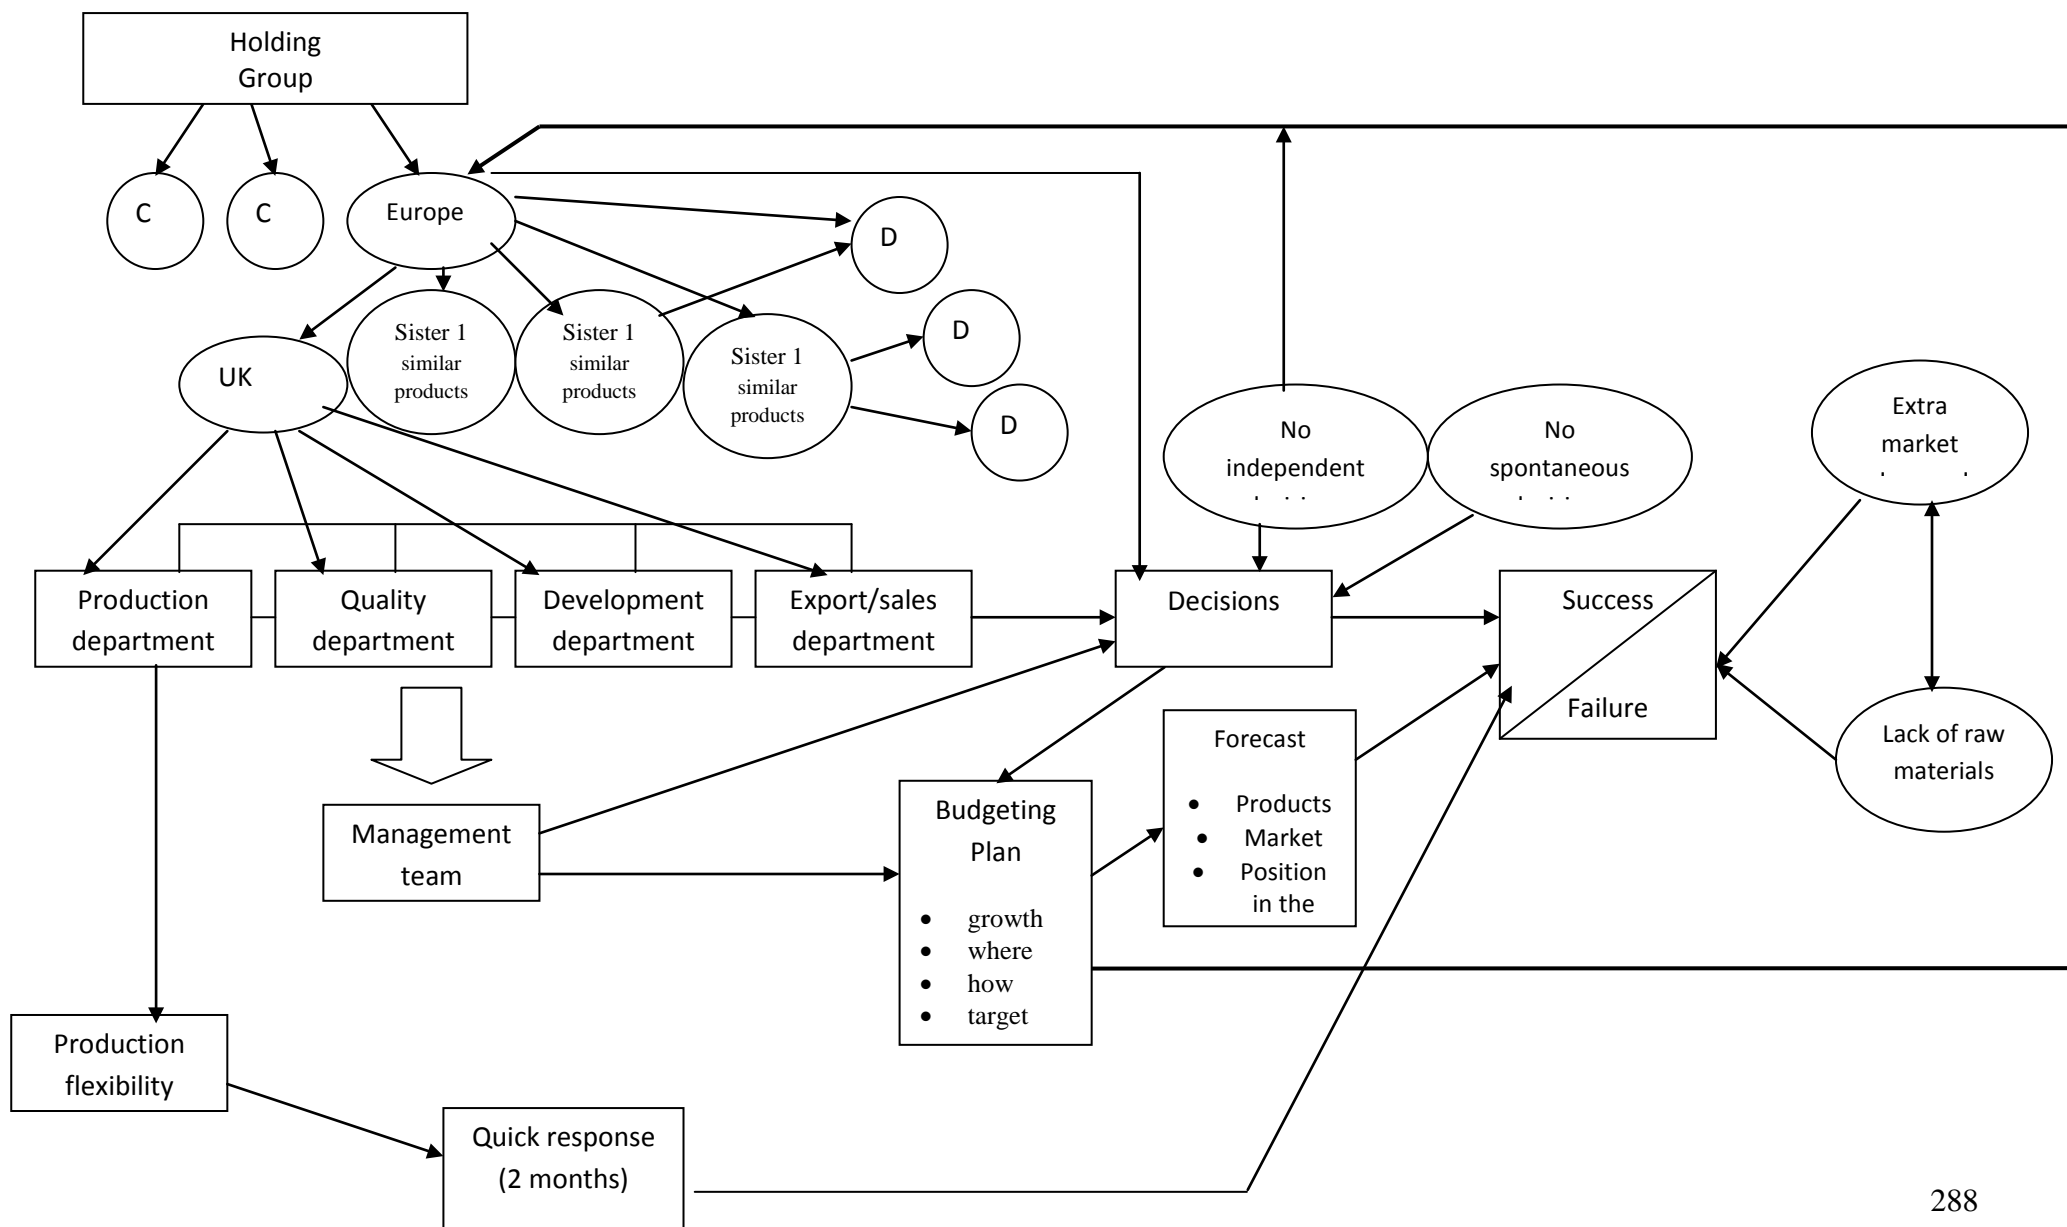 Holding
Group
C
C
Europe
D
Sister 1
similar
products
Sister 1
similar
products
Sister 1
similar
products
D
D
UK
No
independent
No
spontaneous
Extra
market
Production
department
Quality
department
Development
department
Export/sales
department
Decisions
Success
Failure
Lack of raw
materials
Management
team
Budgeting
Plan
• growth
• where
• how
• target
Forecast
• Products
• Market
• Position
in the
Production
flexibility
Quick response
(2 months)
288